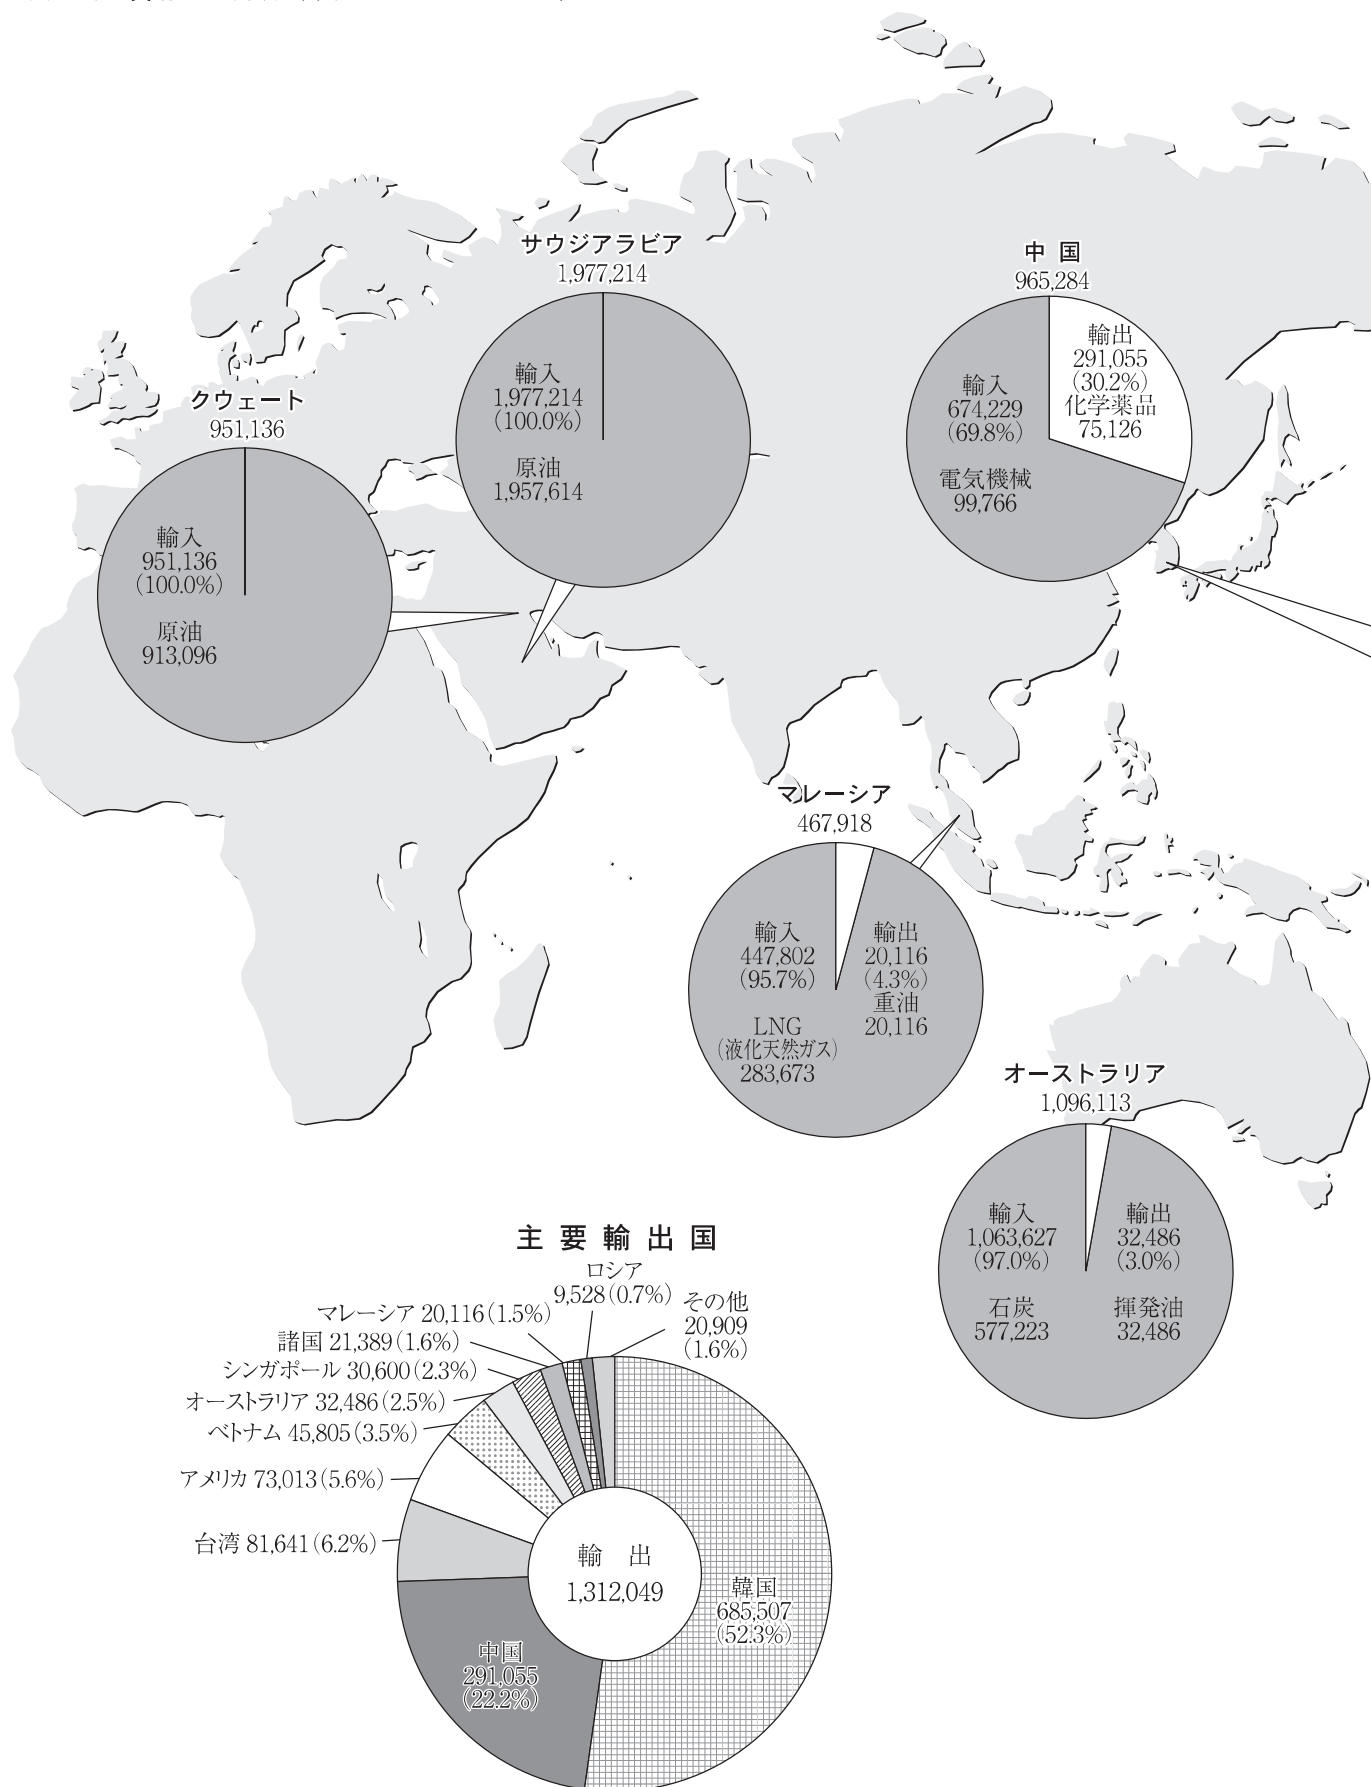 サウジアラビア
1,977,214
輸入
1,977,214
(100.0%)
原油
1,957,614
中国
965,284
輸出
291,055
(30.2%)
化学薬品
75,126
輸入
674,229
(69.8%)
電気機械
99,766
クウェート
951,136
輸入
951,136
(100.0%)
原油
913,096
マレーシア
467,918
輸入
447,802
(95.7%)
LNG
(液化天然ガス)
283,673
輸出
20,116
(4.3%)
重油
20,116
オーストラリア
1,096,113
輸入
1,063,627
(97.0%)
石炭
577,223
輸出
32,486
(3.0%)
揮発油
32,486
主要輸出国
ロシア
9,528(0.7%)
その他
20,909
(1.6%)
マレーシア 20,116(1.5%)
諸国 21,389(1.6%)
シンガポール 30,600(2.3%)
オーストラリア 32,486(2.5%)
ベトナム 45,805(3.5%)
アメリカ 73,013(5.6%)
台湾 81,641(6.2%)
輸 出
1,312,049
韓国
685,507
(52.3%)
中国
291,055
(22.2%)